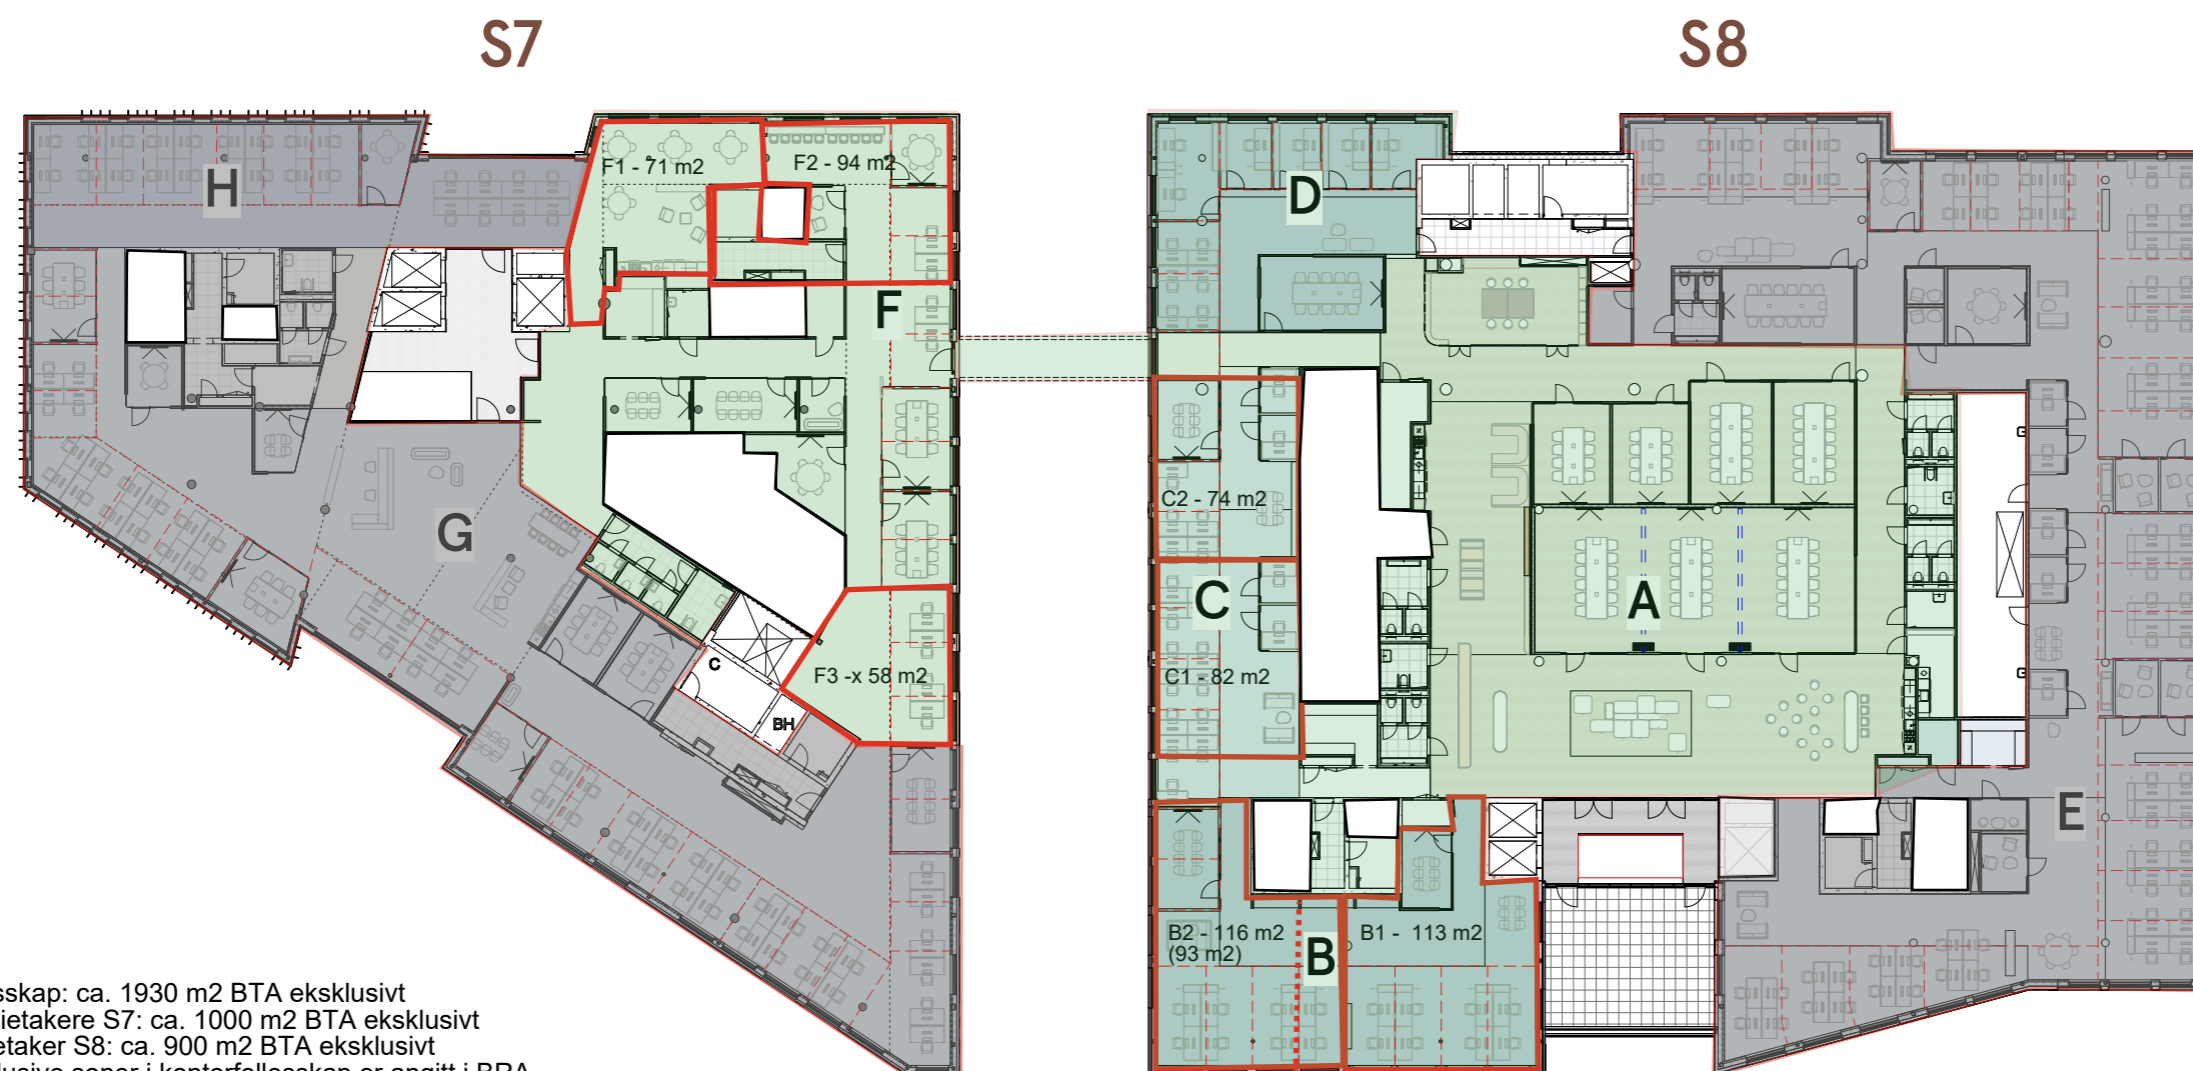 S7
S8
H
F1 - 71 m2
F2 - 94 m2
D
F
G
C2 - 74 m2
C
A
C
F3 -x 58 m2
C1 - 82 m2
BH
E
B2 - 116 m2
(93 m2)
B
B1 - 113 m2
sskap: ca. 1930 m2 BTA eksklusivt
ietakere S7: ca. 1000 m2 BTA eksklusivt
etaker S8: ca. 900 m2 BTA eksklusivt